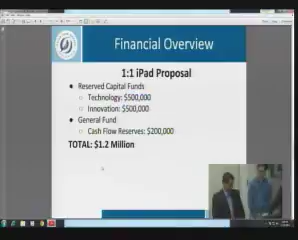 Financial Overview
1:1 iPad Proposal
• Reserved Capital Funds
• Technology: $500,000
• Innovation: $500,000
• General Fund
• Cash Flow Reserves: $200,000
TOTAL: $1.2 Million